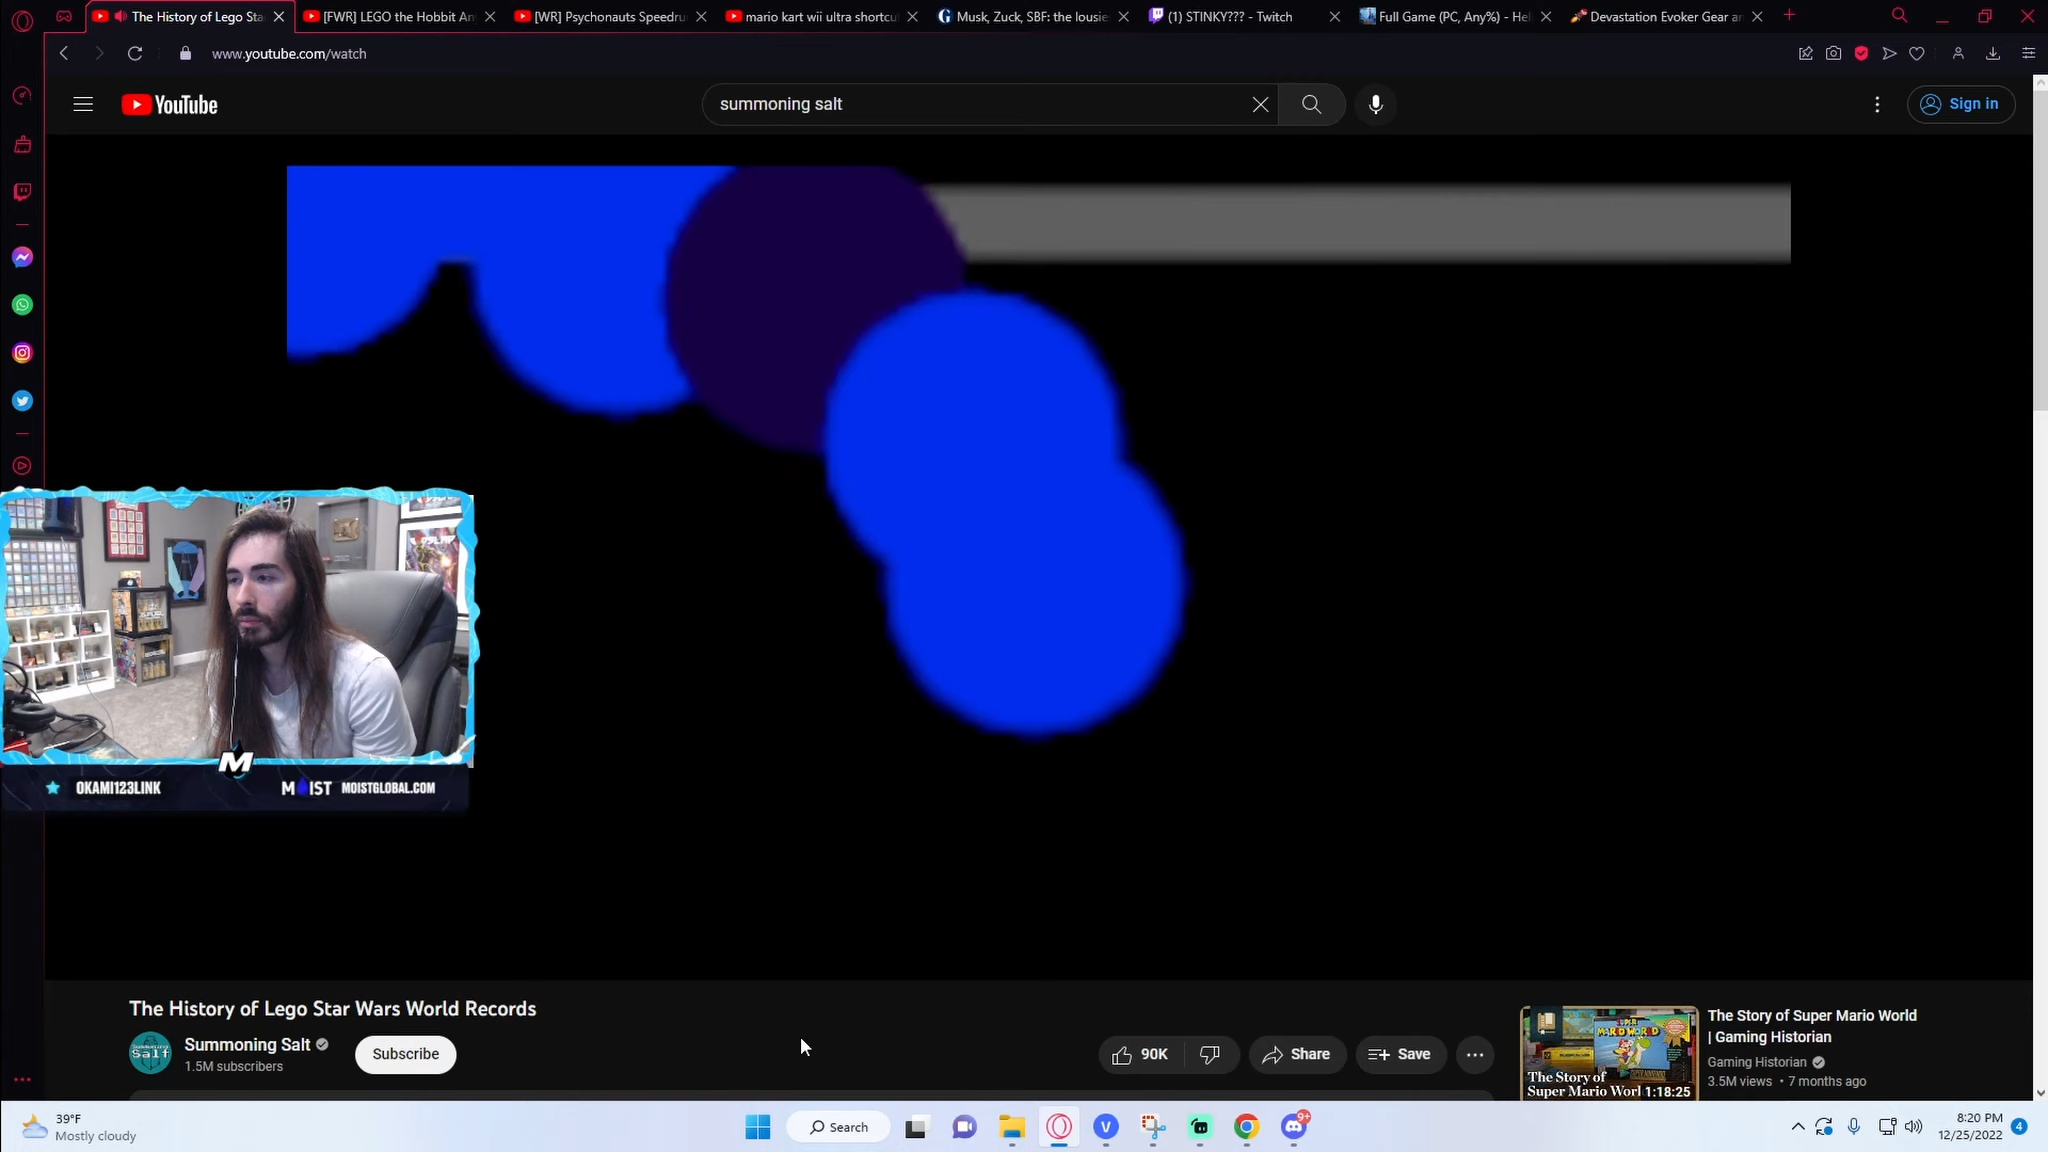 The History of Lego Sta
[FWR] LEGO the Hobbit An
[WR] Psychonauts Speedru
mario kart wii ultra shortcu
Musk, Zuck, SBF: the lousie
(1) STINKY??? - Twitch
Full Game (PC, Any%) - Hel
Devastation Evoker Gear an
www.youtube.com/watch
YouTube
summoning salt
Sign in
M
OKAMI123LINK
MOIST
MOISTGLOBAL.COM
The History of Lego Star Wars World Records
Summoning Salt
1.5M subscribers
Subscribe
90K
Share
Save
The Story of
Super Mario Worl
1:18:25
The Story of Super Mario World
| Gaming Historian
Gaming Historian
3.5M views • 7 months ago
39°F
Mostly cloudy
Search
9+
8:20 PM
12/25/2022
4